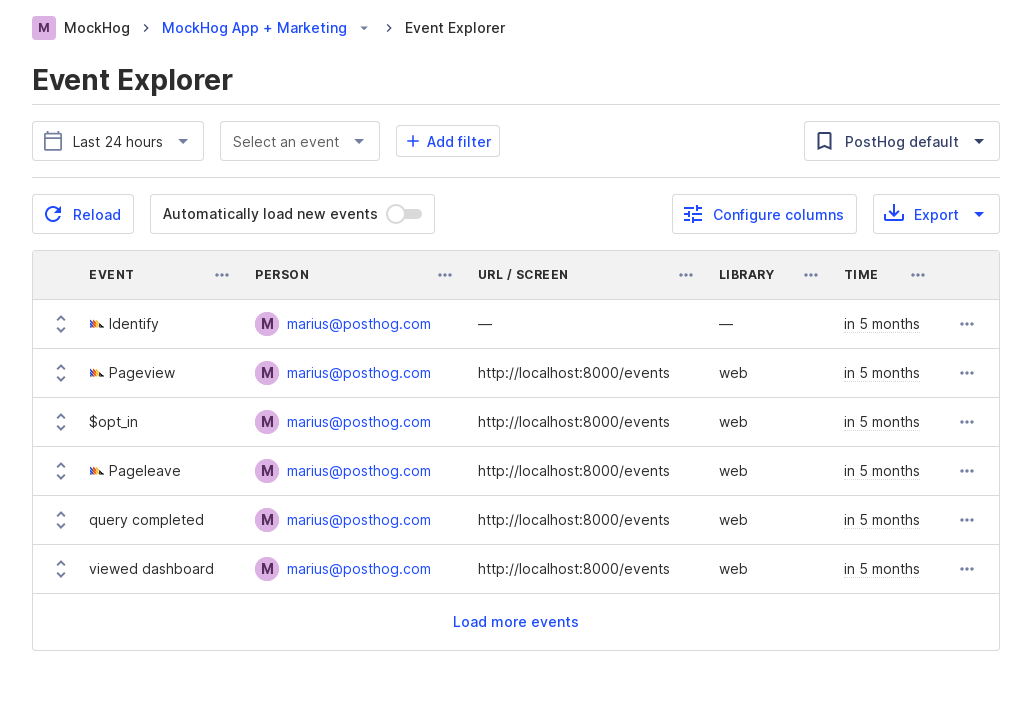 M MockHog > MockHog App + Marketing > Event Explorer
Event Explorer
Last 24 hours Select an event + Add filter PostHog default
Reload Automatically load new events Configure columns Export
EVENT PERSON URL / SCREEN LIBRARY TIME
Identify M marius@posthog.com — — in 5 months
Pageview M marius@posthog.com http://localhost:8000/events web in 5 months
$opt_in M marius@posthog.com http://localhost:8000/events web in 5 months
Pageleave M marius@posthog.com http://localhost:8000/events web in 5 months
query completed M marius@posthog.com http://localhost:8000/events web in 5 months
viewed dashboard M marius@posthog.com http://localhost:8000/events web in 5 months
Load more events